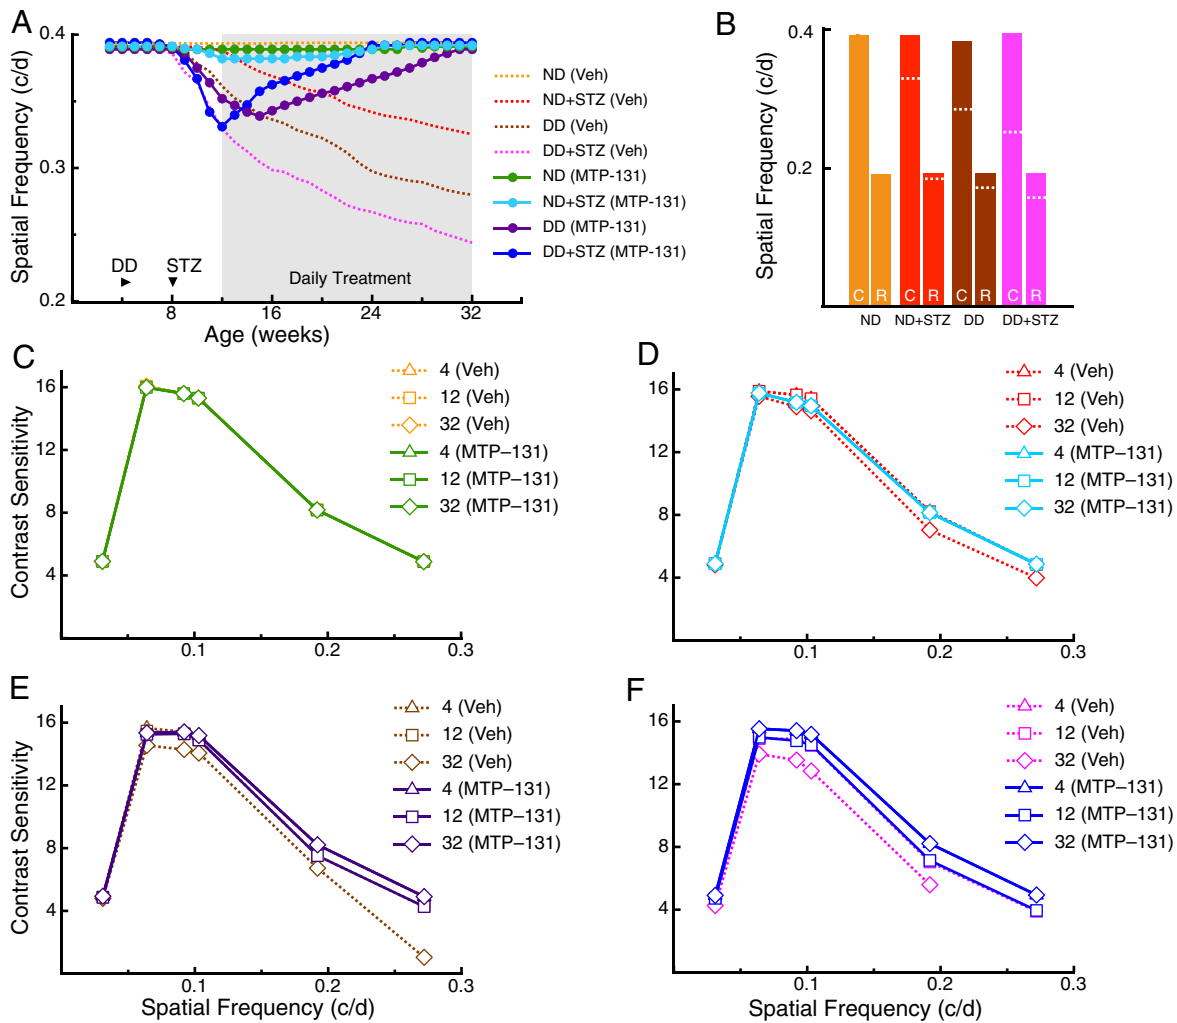 A
0.4
0.3
0.2
Spatial Frequency (c/d)
DD
STZ
Daily Treatment
8
16
24
32
Age (weeks)
ND (Veh)
ND+STZ (Veh)
DD (Veh)
DD+STZ (Veh)
ND (MTP-131)
ND+STZ (MTP-131)
DD (MTP-131)
DD+STZ (MTP-131)
B
0.4
0.2
Spatial Frequency (c/d)
C R C R C R C R
ND ND+STZ DD DD+STZ
C
16
12
8
4
Contrast Sensitivity
0.1 0.2 0.3
4 (Veh)
12 (Veh)
32 (Veh)
4 (MTP–131)
12 (MTP–131)
32 (MTP–131)
D
16
12
8
4
0.1 0.2 0.3
4 (Veh)
12 (Veh)
32 (Veh)
4 (MTP–131)
12 (MTP–131)
32 (MTP–131)
E
16
12
8
4
Contrast Sensitivity
0.1 0.2 0.3
Spatial Frequency (c/d)
4 (Veh)
12 (Veh)
32 (Veh)
4 (MTP–131)
12 (MTP–131)
32 (MTP–131)
F
16
12
8
4
0.1 0.2 0.3
Spatial Frequency (c/d)
4 (Veh)
12 (Veh)
32 (Veh)
4 (MTP–131)
12 (MTP–131)
32 (MTP–131)